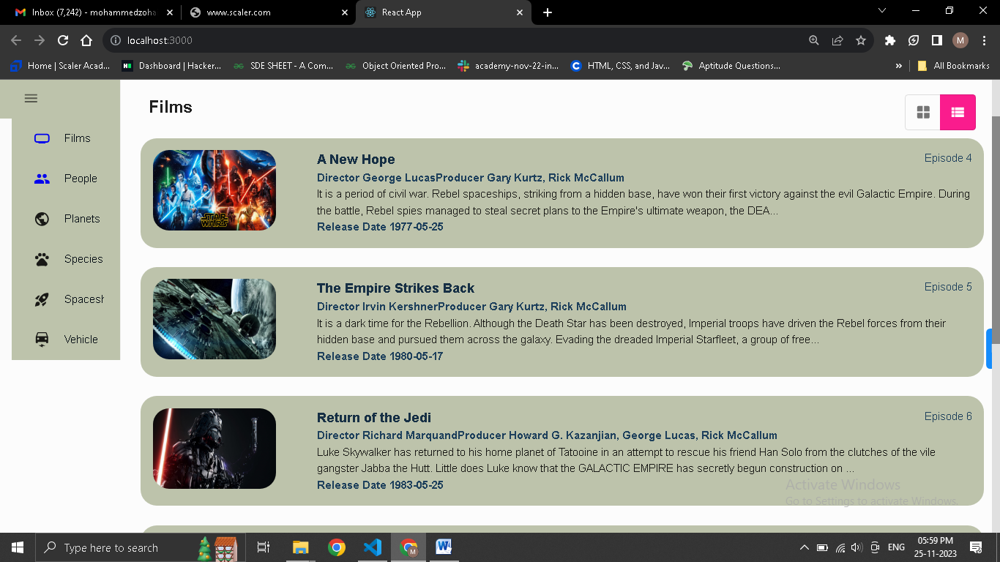 Inbox (7,242) - mohammedzoha
www.scaler.com
React App
localhost:3000
M
Home | Scaler Acad...
Dashboard | Hacker...
SDE SHEET - A Com...
Object Oriented Pro...
academy-nov-22-in...
HTML, CSS, and Jav...
Aptitude Questions...
All Bookmarks
Films
Films
People
Planets
Species
Spacesh
Vehicle
A New Hope
Episode 4
Director George LucasProducer Gary Kurtz, Rick McCallum
It is a period of civil war. Rebel spaceships, striking from a hidden base, have won their first victory against the evil Galactic Empire. During
the battle, Rebel spies managed to steal secret plans to the Empire's ultimate weapon, the DEA...
Release Date 1977-05-25
STAR WARS
The Empire Strikes Back
Episode 5
Director Irvin KershnerProducer Gary Kurtz, Rick McCallum
It is a dark time for the Rebellion. Although the Death Star has been destroyed, Imperial troops have driven the Rebel forces from their
hidden base and pursued them across the galaxy. Evading the dreaded Imperial Starfleet, a group of free...
Release Date 1980-05-17
Return of the Jedi
Episode 6
Director Richard MarquandProducer Howard G. Kazanjian, George Lucas, Rick McCallum
Luke Skywalker has returned to his home planet of Tatooine in an attempt to rescue his friend Han Solo from the clutches of the vile
gangster Jabba the Hutt. Little does Luke know that the GALACTIC EMPIRE has secretly begun construction on ...
Release Date 1983-05-25
Activate Windows
Go to Settings to activate Windows.
Type here to search
M
W
ENG
05:59 PM
25-11-2023